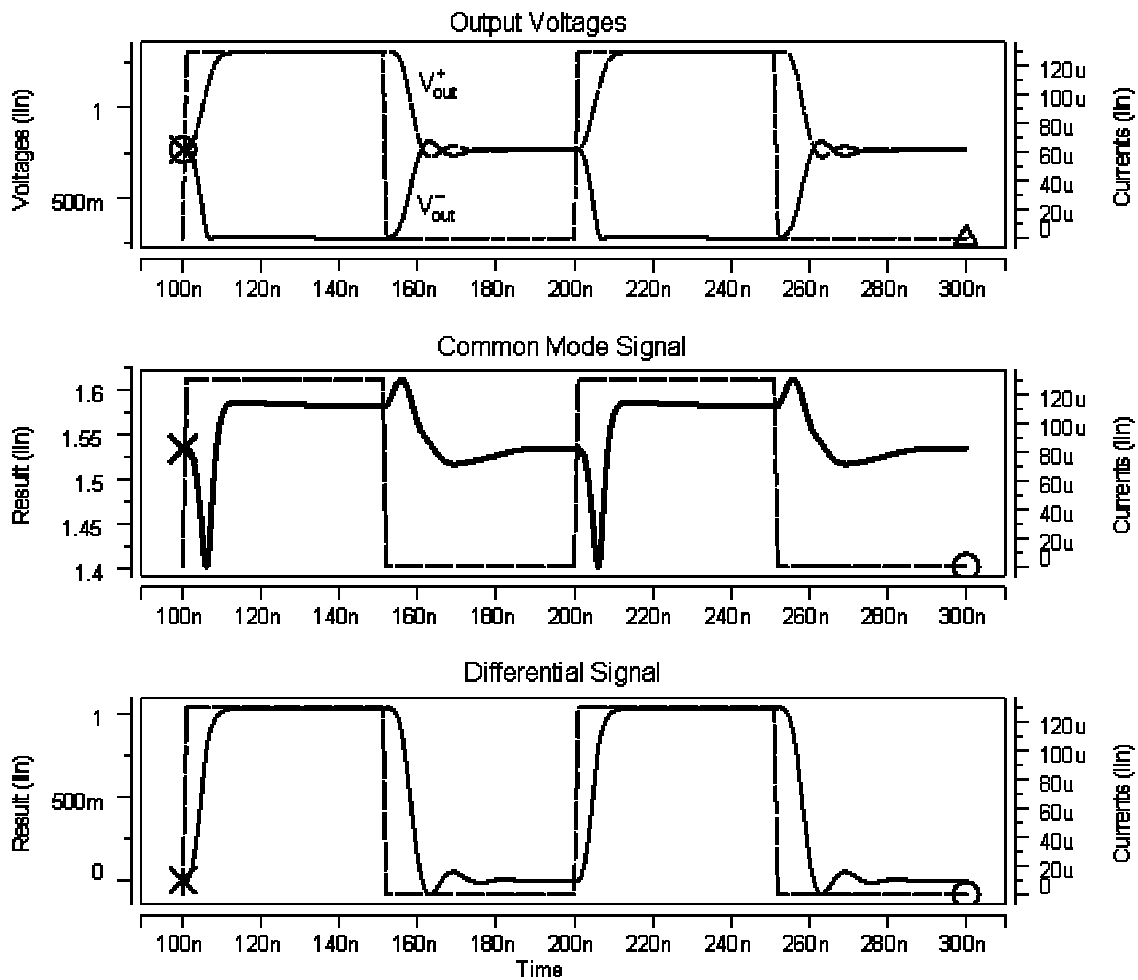 Output Voltages
Voltages (lin)
1
500m
V+out
V-out
120u
100u
80u
60u
40u
20u
0
Currents (lin)
100n 120n 140n 160n 180n 200n 220n 240n 260n 280n 300n
Common Mode Signal
Result (lin)
1.6
1.55
1.5
1.45
1.4
120u
100u
80u
60u
40u
20u
0
Currents (lin)
100n 120n 140n 160n 180n 200n 220n 240n 260n 280n 300n
Differential Signal
Result (lin)
1
500m
0
120u
100u
80u
60u
40u
20u
0
Currents (lin)
100n 120n 140n 160n 180n 200n 220n 240n 260n 280n 300n
Time